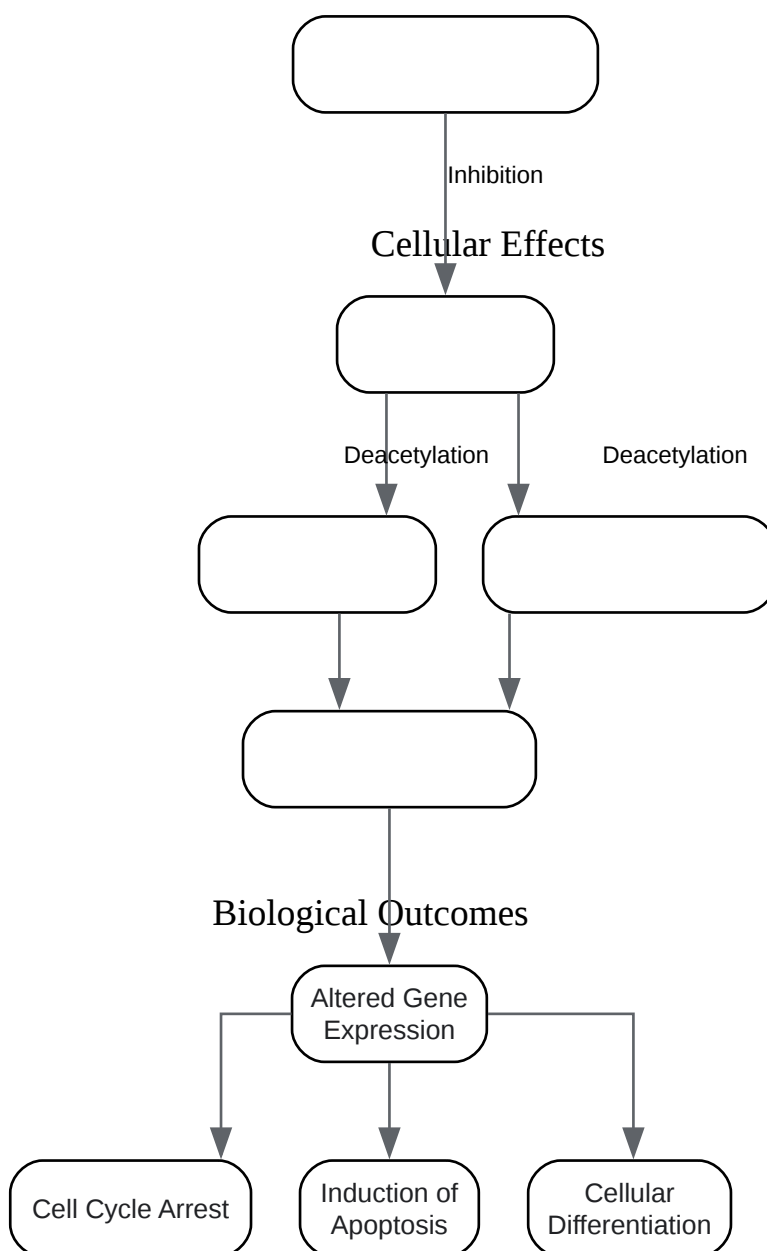 Inhibition
Cellular Effects
Deacetylation
Deacetylation
Biological Outcomes
Altered Gene
Expression
Cell Cycle Arrest
Induction of
Apoptosis
Cellular
Differentiation